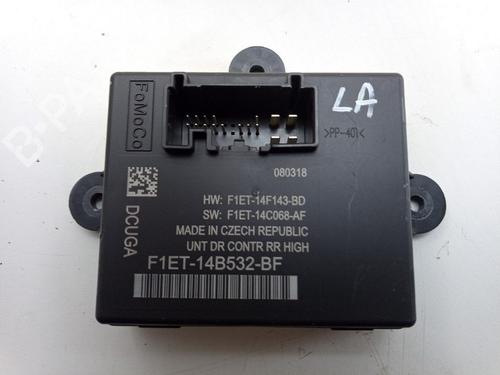 FoMoCo
LA
>PP-40T<
080318
HW: F1ET-14F143-BD
SW: F1ET-14C068-AF
MADE IN CZECH REPUBLIC
UNT DR CONTR RR HIGH
DCUGA
F1ET-14B532-BF